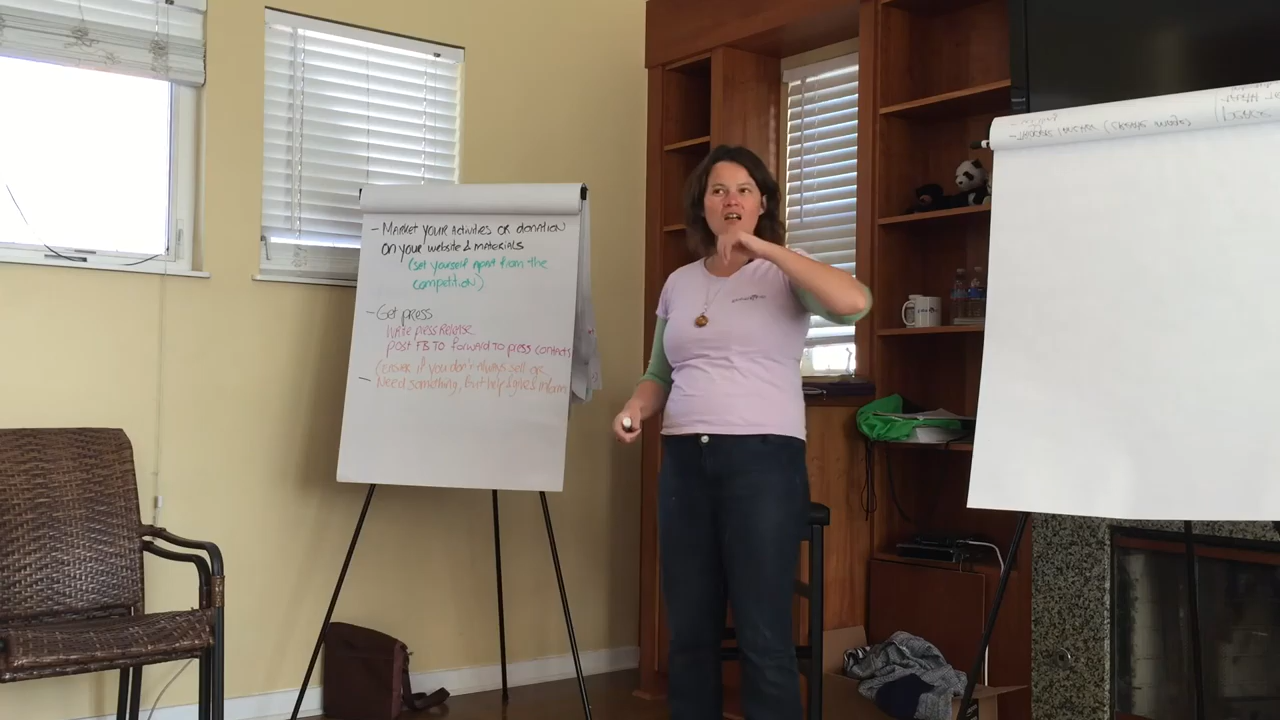 - Market your activities or donation
on your website & materials
(set yourself apart from the
competition)
- Get press
Write press release
post FB to forward to press contacts
(easier if you don't always sell or
- Need something, but help & gives inform